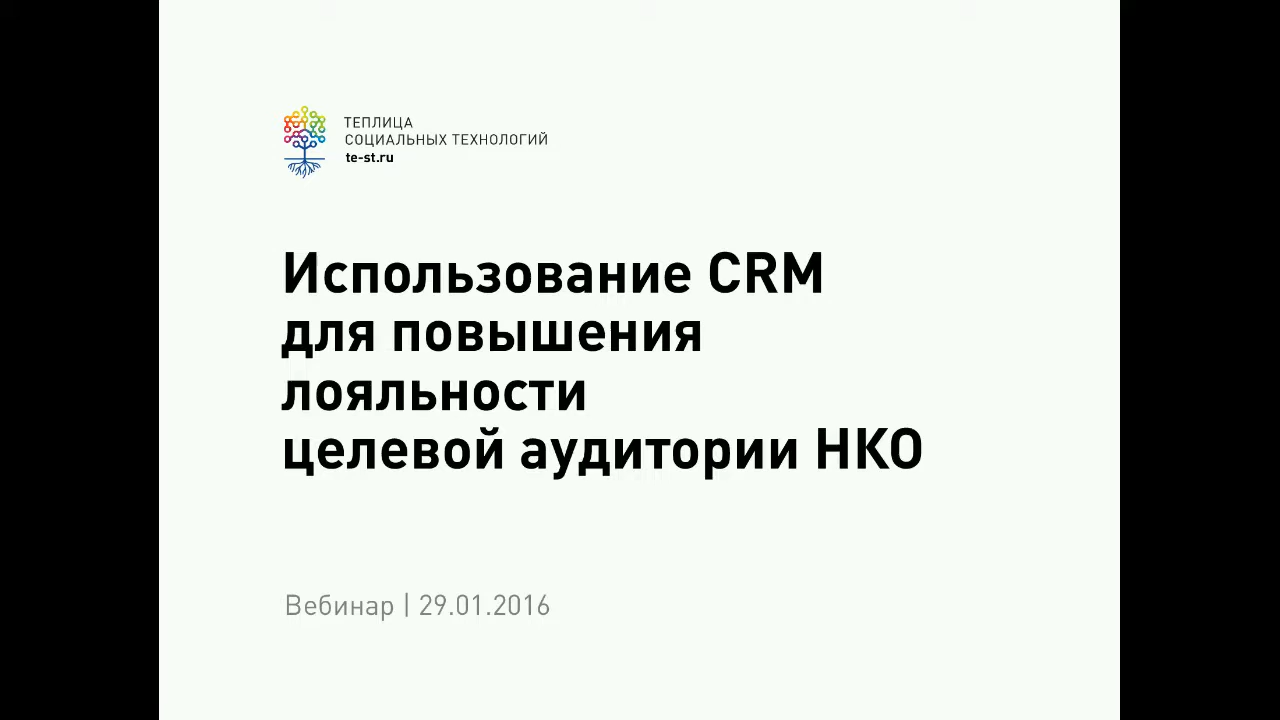 ТЕПЛИЦА
СОЦИАЛЬНЫХ ТЕХНОЛОГИЙ
te-st.ru
Использование CRM
для повышения
лояльности
целевой аудитории НКО
Вебинар | 29.01.2016